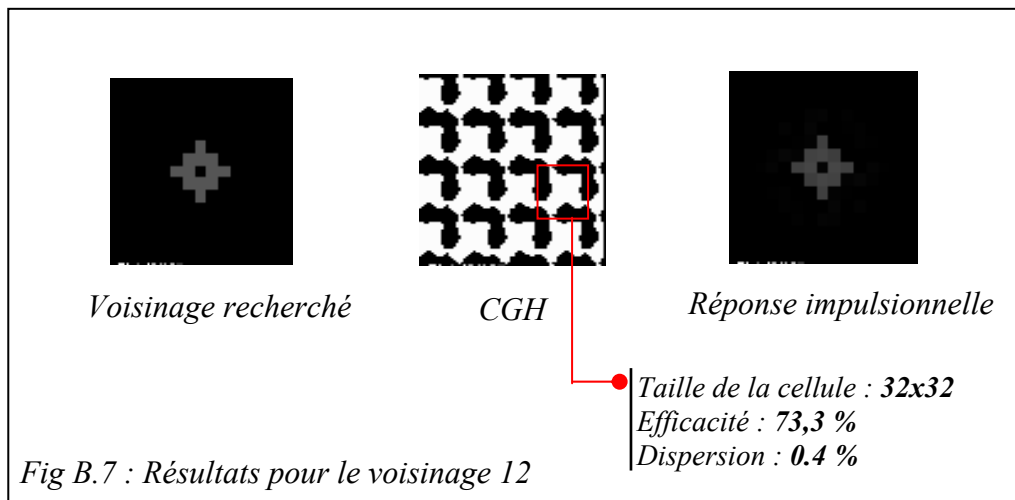 Voisinage recherché
CGH
Réponse impulsionnelle
Taille de la cellule : 32x32
Efficacité : 73,3 %
Dispersion : 0.4 %
Fig B.7 : Résultats pour le voisinage 12